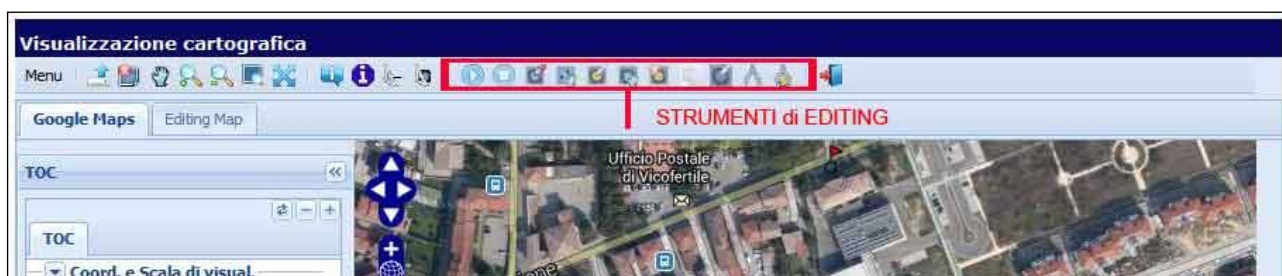 Visualizzazione cartografica
Menu
STRUMENTI di EDITING
Google Maps
Editing Map
TOC
Ufficio Postale
di Vicofertile
TOC
Coord. e Scala di visual.
ione